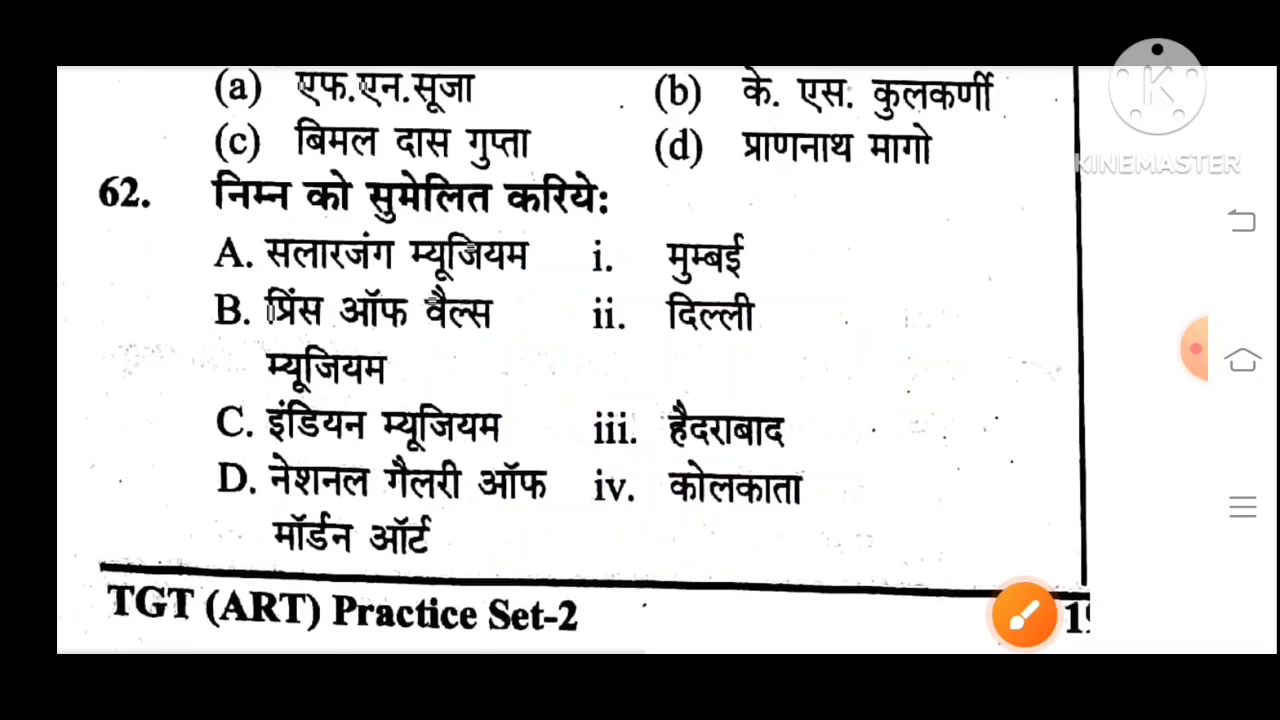 (a) एफ.एन.सूजा (b) के. एस. कुलकर्णी
(c) बिमल दास गुप्ता (d) प्राणनाथ मागो
62. निम्न को सुमेलित करिये:
A. सलारजंग म्यूजियम i. मुम्बई
B. प्रिंस ऑफ वैल्स ii. दिल्ली
म्यूजियम
C. इंडियन म्यूजियम iii. हैदराबाद
D. नेशनल गैलरी ऑफ iv. कोलकाता
मॉर्डन ऑर्ट
TGT (ART) Practice Set-2
K
KINEMASTER